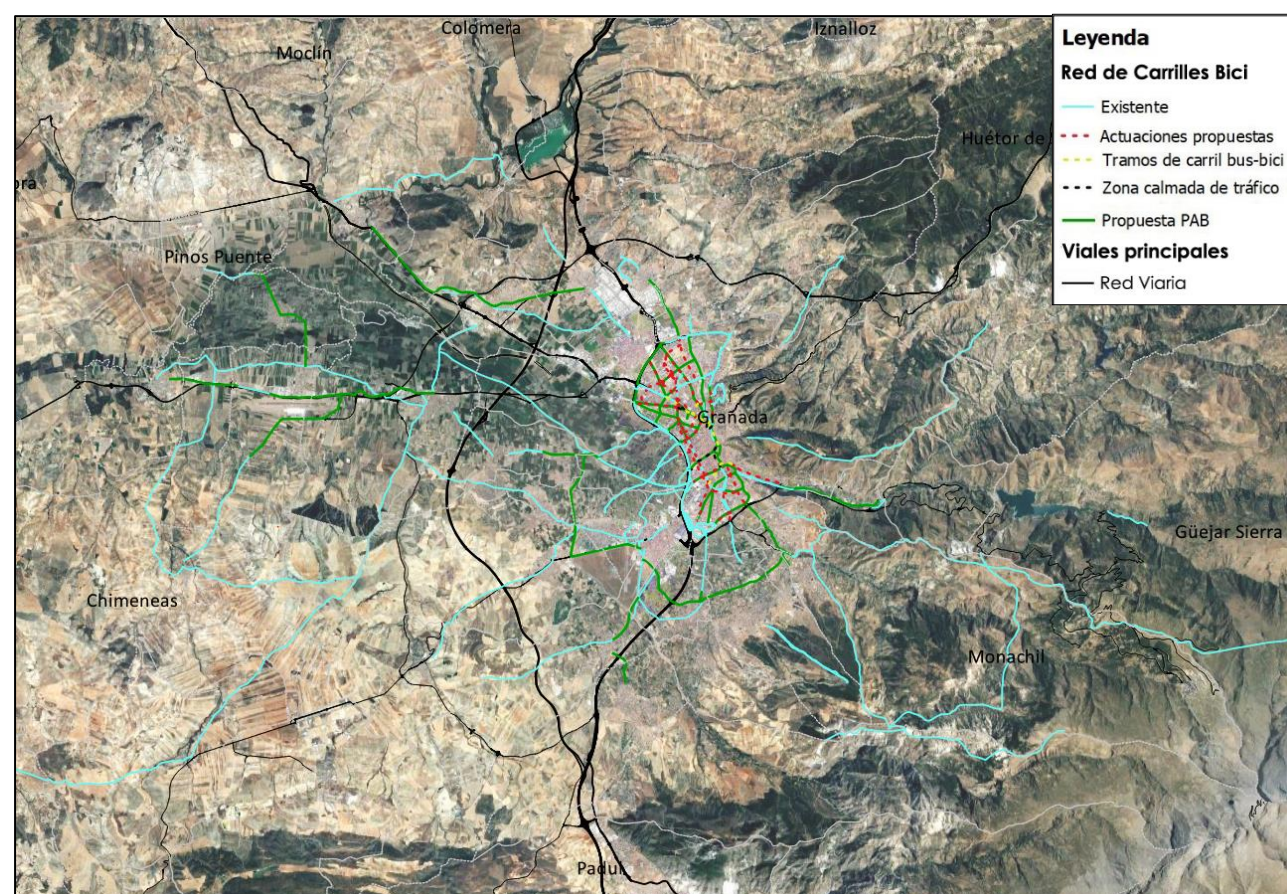 Leyenda
Red de Carrilles Bici
Existente
Actuaciones propuestas
Tramos de carril bus-bici
Zona calmada de tráfico
Propuesta PAB
Viales principales
Red Viaria
Colomera
Iznalloz
Moclín
Huétor de
ora
Pinos Puente
Granada
Güejar Sierra
Chimeneas
Monachil
Padul